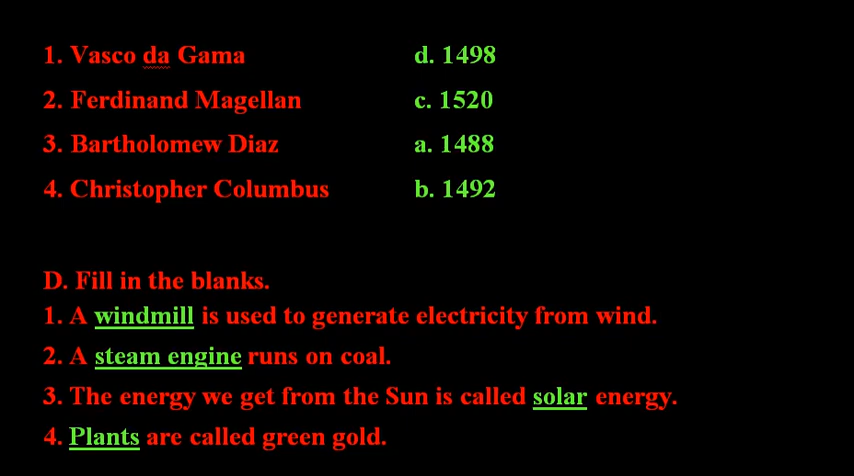 1. Vasco da Gama d. 1498
2. Ferdinand Magellan c. 1520
3. Bartholomew Diaz a. 1488
4. Christopher Columbus b. 1492
D. Fill in the blanks.
1. A windmill is used to generate electricity from wind.
2. A steam engine runs on coal.
3. The energy we get from the Sun is called solar energy.
4. Plants are called green gold.